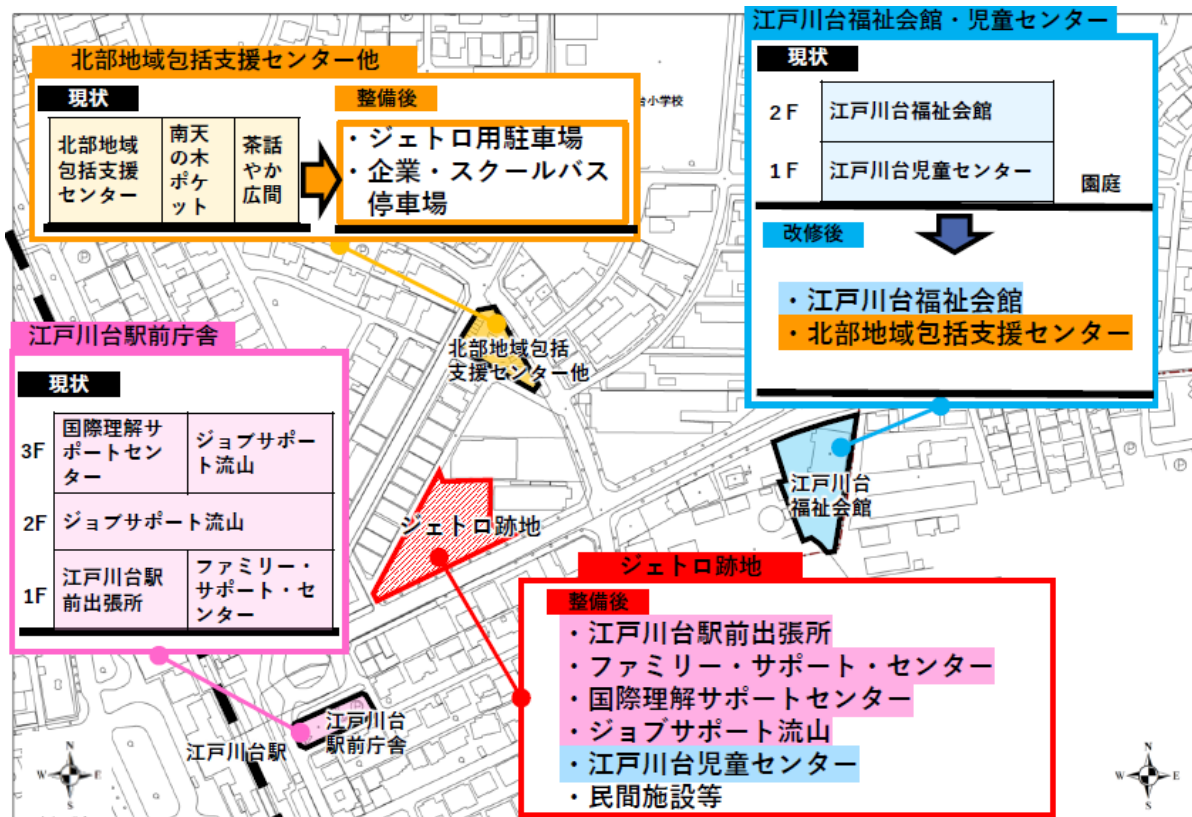 北部地域包括支援センター他
現状
北部地域
包括支援
センター
南天
の木
ポケ
ット
茶話
やか
広間
整備後
・ジェトロ用駐車場
・企業・スクールバス
停車場
台小学校
江戸川台福祉会館・児童センター
現状
2F
江戸川台福祉会館
1F
江戸川台児童センター
園庭
改修後
・江戸川台福祉会館
・北部地域包括支援センター
江戸川台駅前庁舎
現状
3F
国際理解サ
ポートセン
ター
ジョブサポー
ト流山
2F
ジョブサポート流山
1F
江戸川台駅
前出張所
ファミリー・
サポート・セ
ンター
北部地域包括
支援センター他
ジェトロ跡地
江戸川台
福祉会館
江戸川台駅
江戸川台
駅前庁舎
ジェトロ跡地
整備後
・江戸川台駅前出張所
・ファミリー・サポート・センター
・国際理解サポートセンター
・ジョブサポート流山
・江戸川台児童センター
・民間施設等
N
W
E
S
N
W
E
S